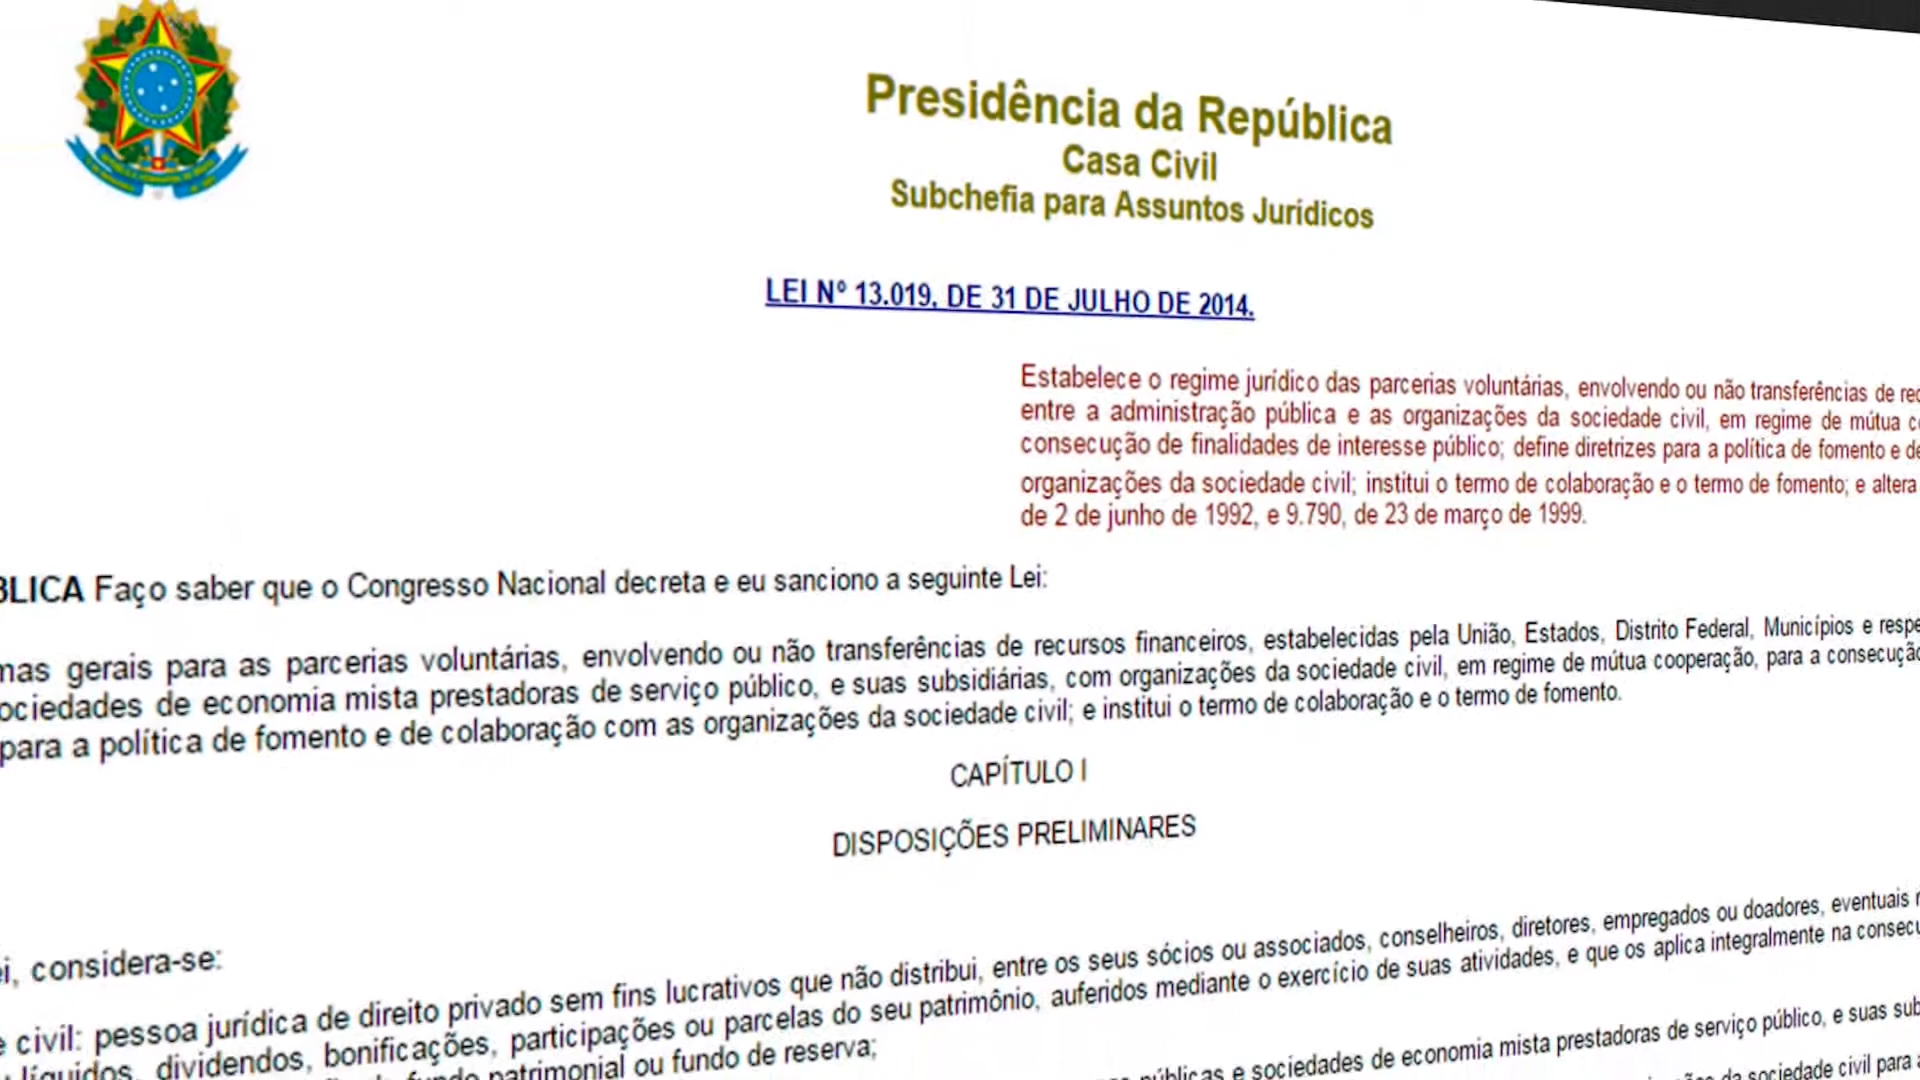 Presidência da República
Casa Civil
Subchefia para Assuntos Jurídicos
LEI Nº 13.019, DE 31 DE JULHO DE 2014.
Estabelece o regime jurídico das parcerias voluntárias, envolvendo ou não transferências de
entre a administração pública e as organizações da sociedade civil, em regime de mútua
consecução de finalidades de interesse público; define diretrizes para a política de fomento e
organizações da sociedade civil; institui o termo de colaboração e o termo de fomento; e altera
de 2 de junho de 1992, e 9.790, de 23 de março de 1999.
BLICA Faço saber que o Congresso Nacional decreta e eu sanciono a seguinte Lei:
mas gerais para as parcerias voluntárias, envolvendo ou não transferências de recursos financeiros, estabelecidas pela União, Estados, Distrito Federal, Municípios e respe
ociedades de economia mista prestadoras de serviço público, e suas subsidiárias, com organizações da sociedade civil, em regime de mútua cooperação, para a consecução
para a política de fomento e de colaboração com as organizações da sociedade civil; e institui o termo de colaboração e o termo de fomento.
CAPÍTULO I
DISPOSIÇÕES PRELIMINARES
ei, considera-se:
e civil: pessoa jurídica de direito privado sem fins lucrativos que não distribui, entre os seus sócios ou associados, conselheiros, diretores, empregados ou doadores, eventuais
líquidos, dividendos, bonificações, participações ou parcelas do seu patrimônio, auferidos mediante o exercício de suas atividades, e que os aplica integralmente na consecu
patrimonial ou fundo de reserva;
públicas e sociedades de economia mista prestadoras de serviço público, e suas sub
da sociedade civil para a